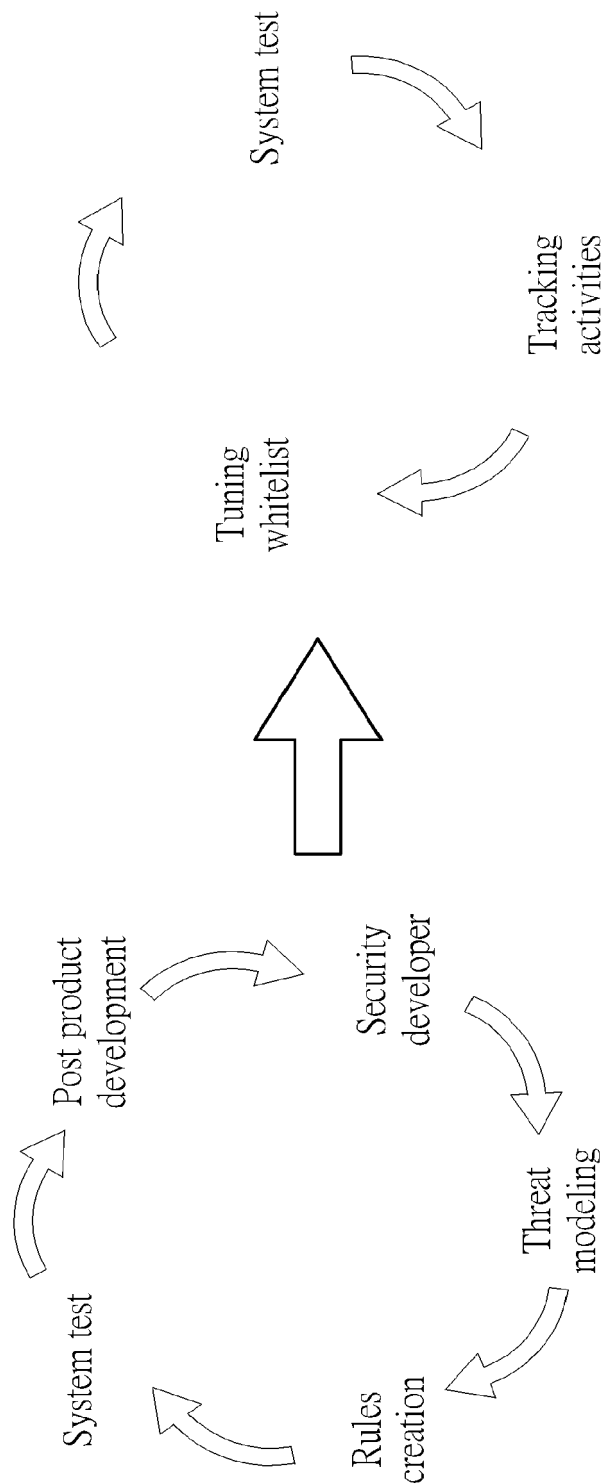 Post product
development
System test
Security
developer
Rules
creation
Threat
modeling
System test
Tuning
whitelist
Tracking
activities